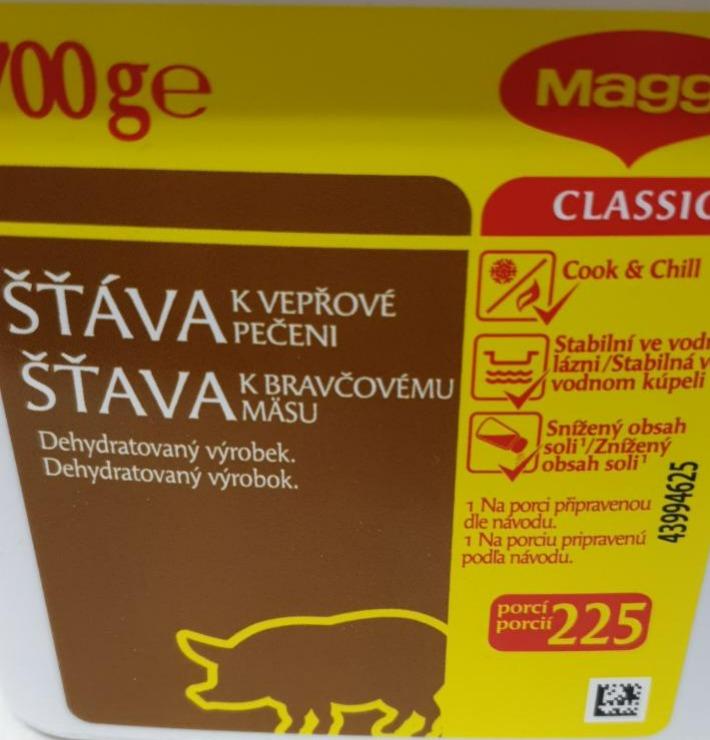 700ge
Magg
CLASSIC
ŠŤÁVA K VEPŘOVÉ
PEČENI
ŠŤAVA K BRAVČOVÉMU
MÄSU
Dehydratovaný výrobek.
Dehydratovaný výrobok.
Cook & Chill
Stabilní ve vodn
lázni/Stabilná v
vodnom kúpeli
Snížený obsah
soli¹/Znížený
obsah soli¹
43994625
1 Na porci připravenou
dle návodu.
1 Na porciu pripravenú
podľa návodu.
porcí
porcií 225